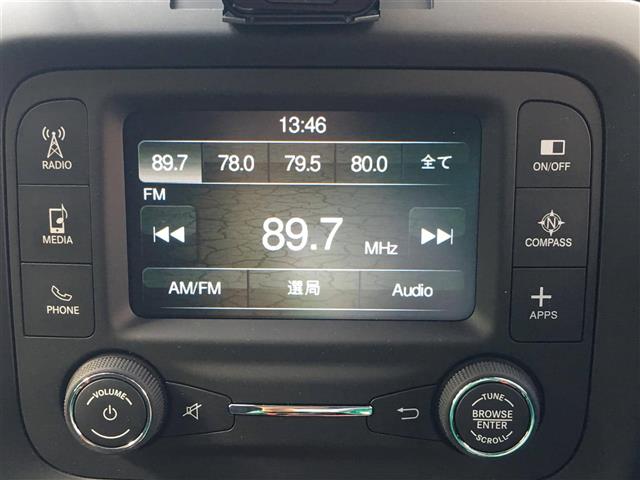 13:46
RADIO
89.7 78.0 79.5 80.0 全て
ON/OFF
FM
MEDIA
89.7 MHz
N
COMPASS
PHONE
AM/FM 選局 Audio
APPS
VOLUME
TUNE
BROWSE
ENTER
SCROLL